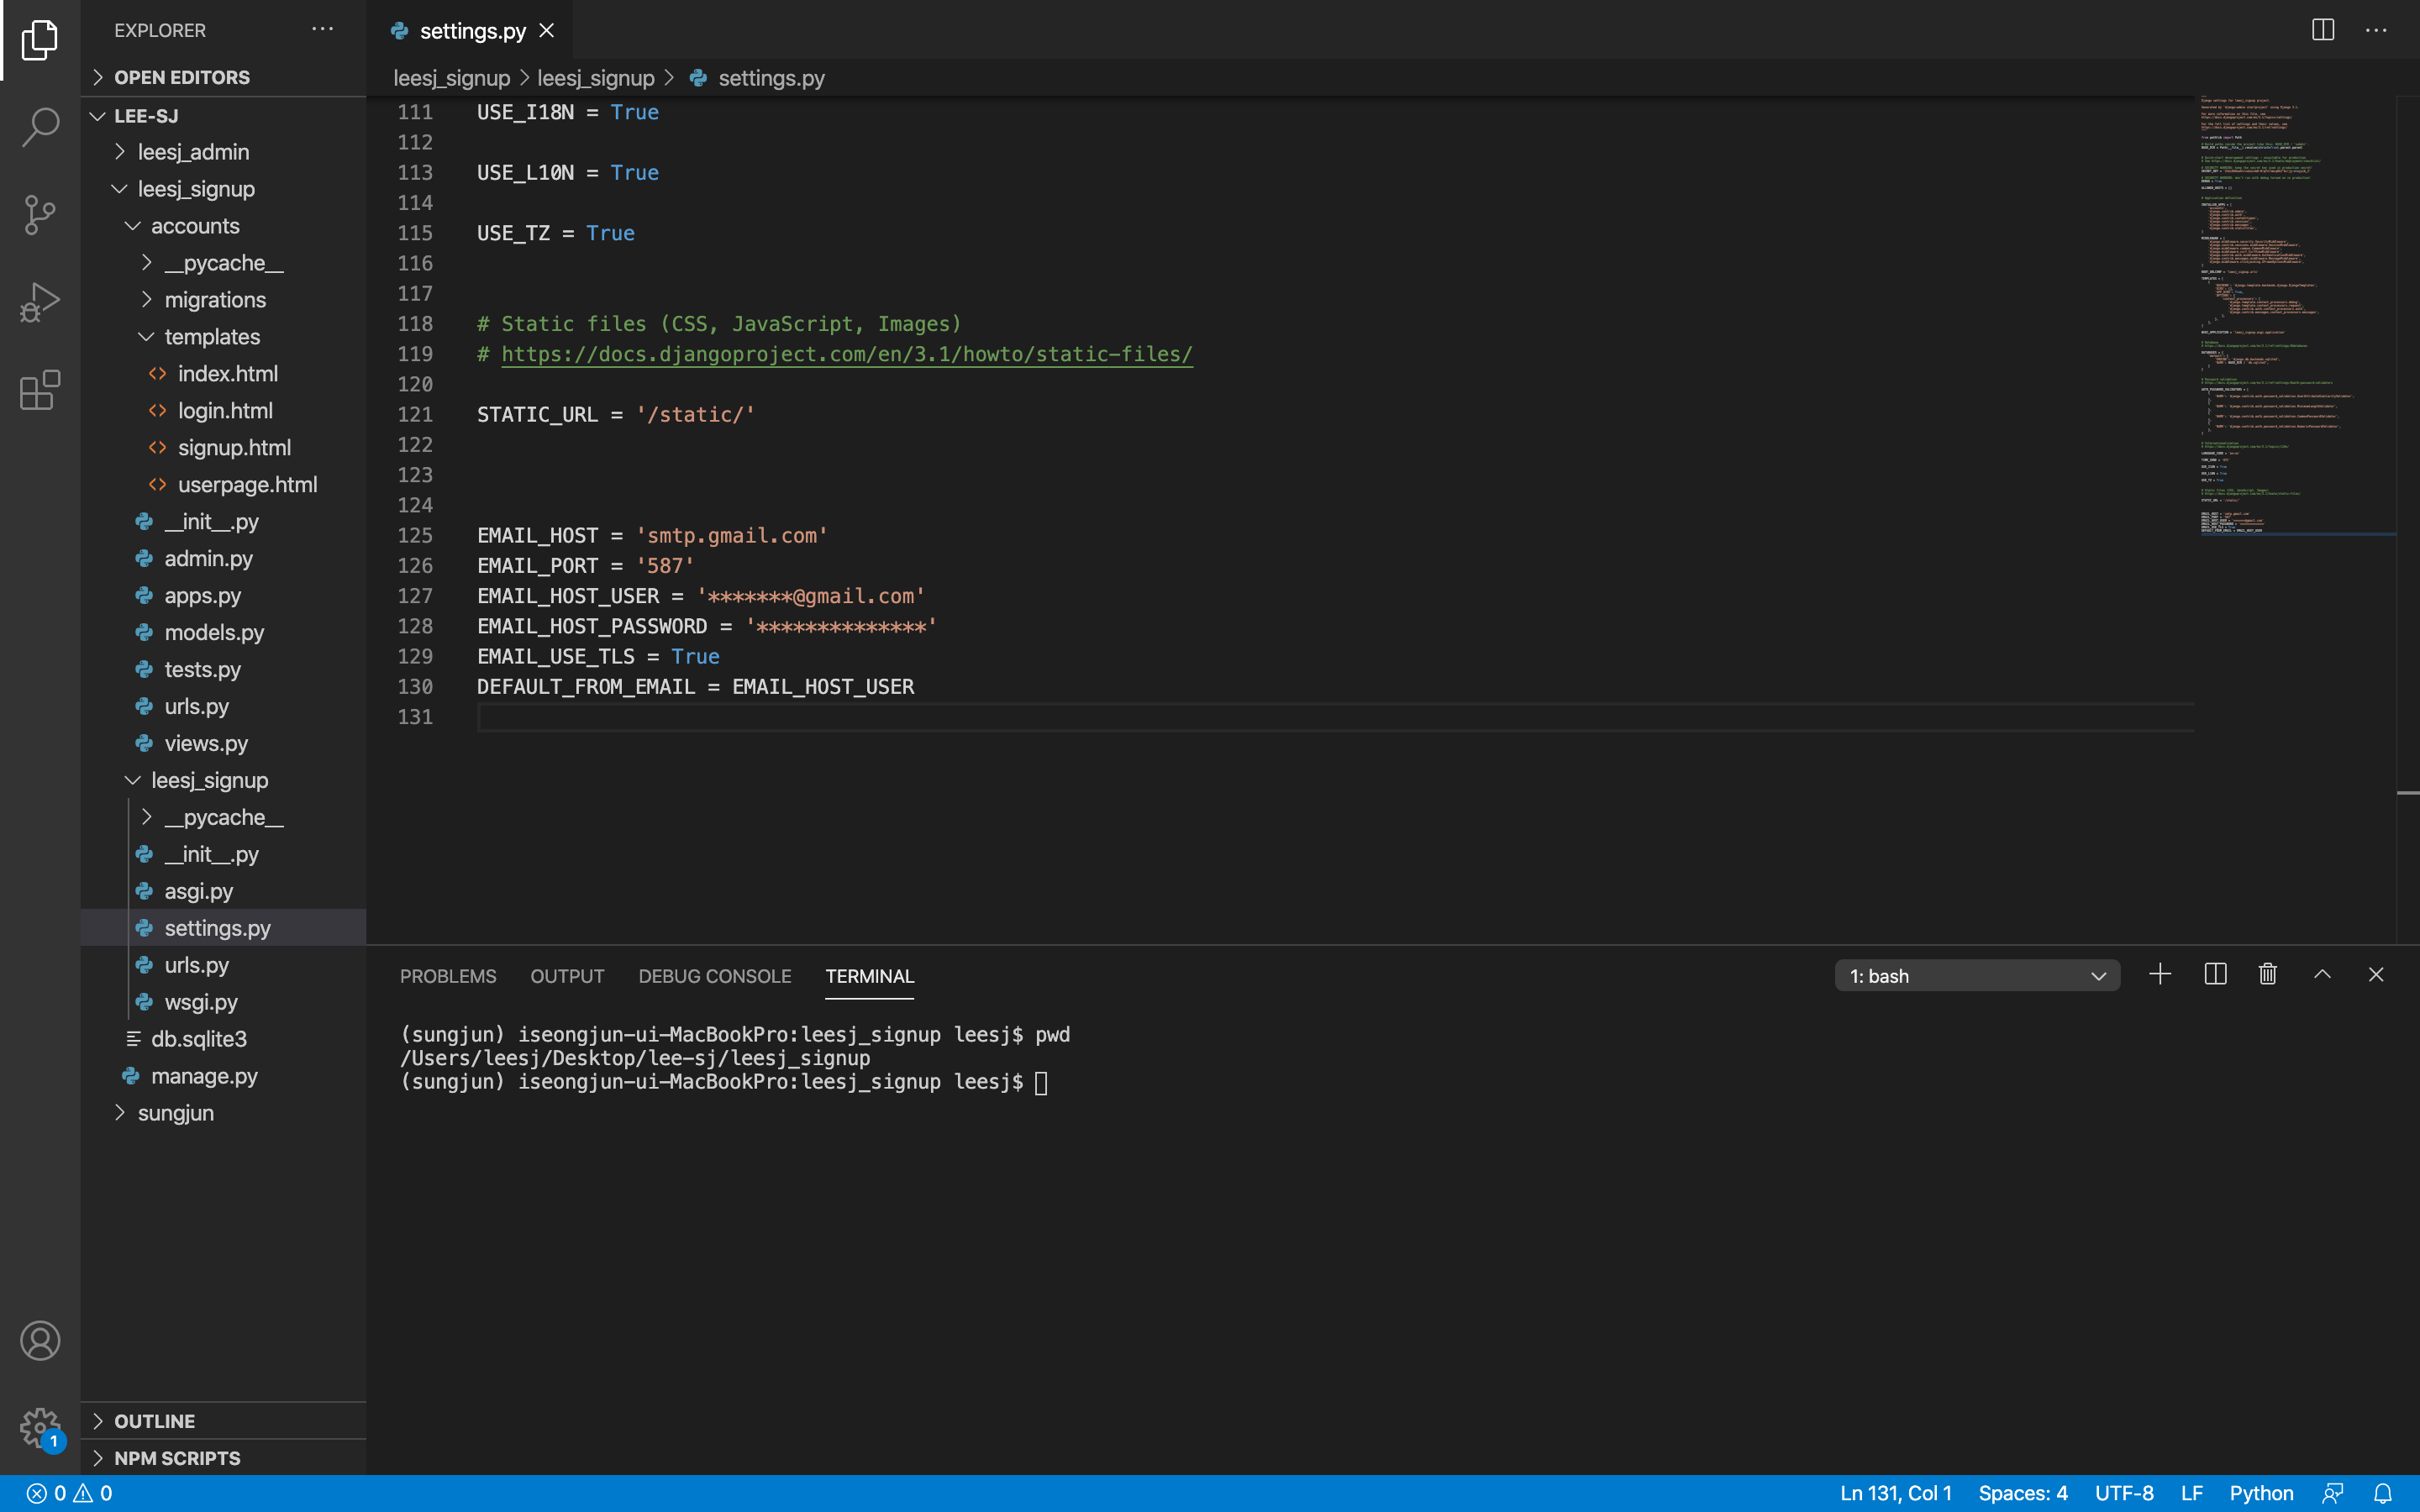 EXPLORER
OPEN EDITORS
LEE-SJ
leesj_admin
leesj_signup
accounts
__pycache__
migrations
templates
index.html
login.html
signup.html
userpage.html
__init__.py
admin.py
apps.py
models.py
tests.py
urls.py
views.py
leesj_signup
__pycache__
__init__.py
asgi.py
settings.py
urls.py
wsgi.py
db.sqlite3
manage.py
sungjun
OUTLINE
NPM SCRIPTS
1
settings.py
leesj_signup > leesj_signup > settings.py
111 USE_I18N = True
112
113 USE_L10N = True
114
115 USE_TZ = True
116
117
118 # Static files (CSS, JavaScript, Images)
119 # https://docs.djangoproject.com/en/3.1/howto/static-files/
120
121 STATIC_URL = '/static/'
122
123
124
125 EMAIL_HOST = 'smtp.gmail.com'
126 EMAIL_PORT = '587'
127 EMAIL_HOST_USER = '*******@gmail.com'
128 EMAIL_HOST_PASSWORD = '**************'
129 EMAIL_USE_TLS = True
130 DEFAULT_FROM_EMAIL = EMAIL_HOST_USER
131
PROBLEMS OUTPUT DEBUG CONSOLE TERMINAL 1: bash
(sungjun) iseongjun-ui-MacBookPro:leesj_signup leesj$ pwd
/Users/leesj/Desktop/lee-sj/leesj_signup
(sungjun) iseongjun-ui-MacBookPro:leesj_signup leesj$
0 0 Ln 131, Col 1 Spaces: 4 UTF-8 LF Python